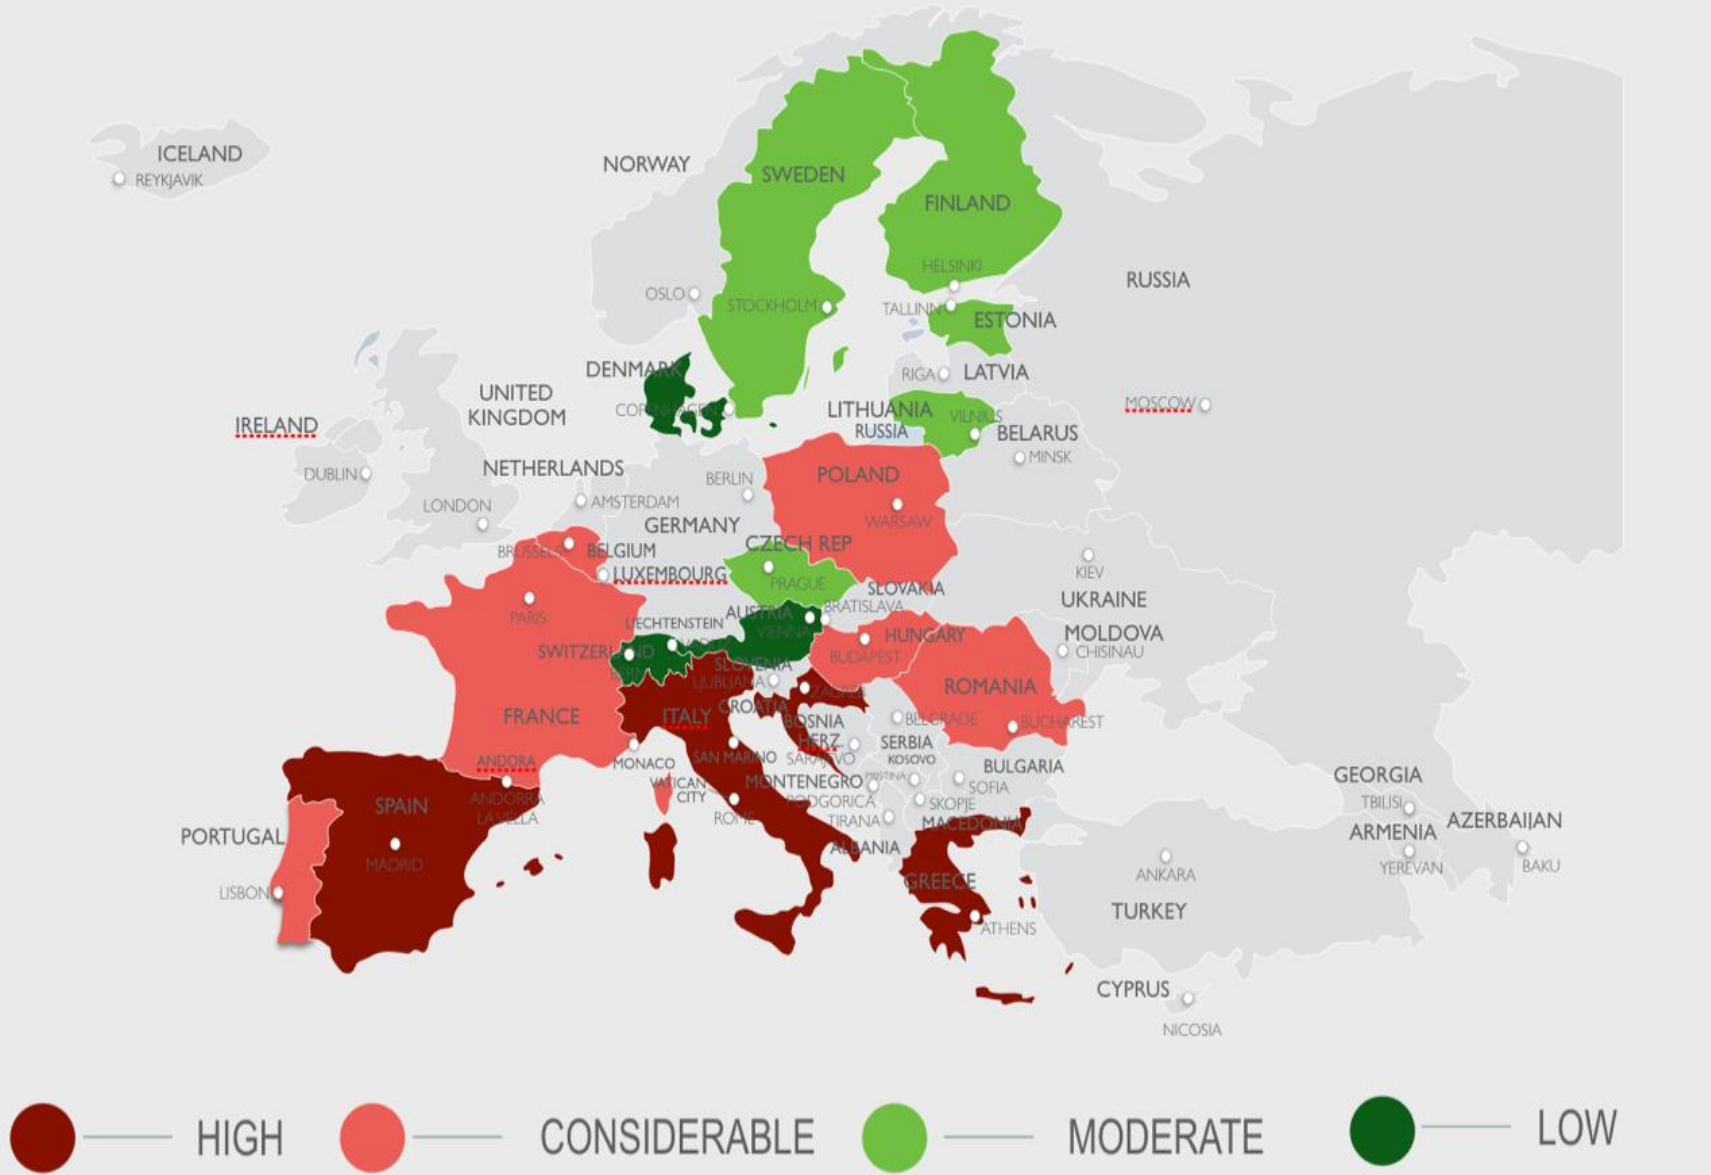 ICELAND
REYKJAVIK
NORWAY
SWEDEN
FINLAND
HELSINKI
OSLO
STOCKHOLM
TALLINN
ESTONIA
RUSSIA
DENMARK
COPENHAGEN
RIGA
LATVIA
UNITED
KINGDOM
IRELAND
LITHUANIA
VILNIUS
RUSSIA
BELARUS
MINSK
MOSCOW
DUBLIN
NETHERLANDS
AMSTERDAM
BERLIN
POLAND
LONDON
WARSAW
GERMANY
CZECH REP
BRUSSELS
BELGIUM
LUXEMBOURG
PRAGUE
KIEV
UKRAINE
PARIS
SLOVAKIA
BRATISLAVA
AUSTRIA
VIENNA
LIECHTENSTEIN
VADUZ
SWITZERLAND
BERN
HUNGARY
BUDAPEST
MOLDOVA
CHISINAU
SLOVENIA
LJUBLJANA
ZAGREB
ROMANIA
BUCHAREST
FRANCE
ITALY
CROATIA
BOSNIA
HERZ.
SARAJEVO
BELGRADE
SERBIA
KOSOVO
PRISTINA
ANDORA
ANDORRA
LA VELLA
MONACO
SAN MARINO
VATICAN
CITY
ROME
MONTENEGRO
PODGORICA
BULGARIA
SOFIA
SKOPJE
MACEDONIA
TIRANA
ALBANIA
SPAIN
MADRID
PORTUGAL
LISBON
GREECE
ATHENS
GEORGIA
TBILISI
ARMENIA
YEREVAN
AZERBAIJAN
BAKU
ANKARA
TURKEY
CYPRUS
NICOSIA
HIGH
CONSIDERABLE
MODERATE
LOW